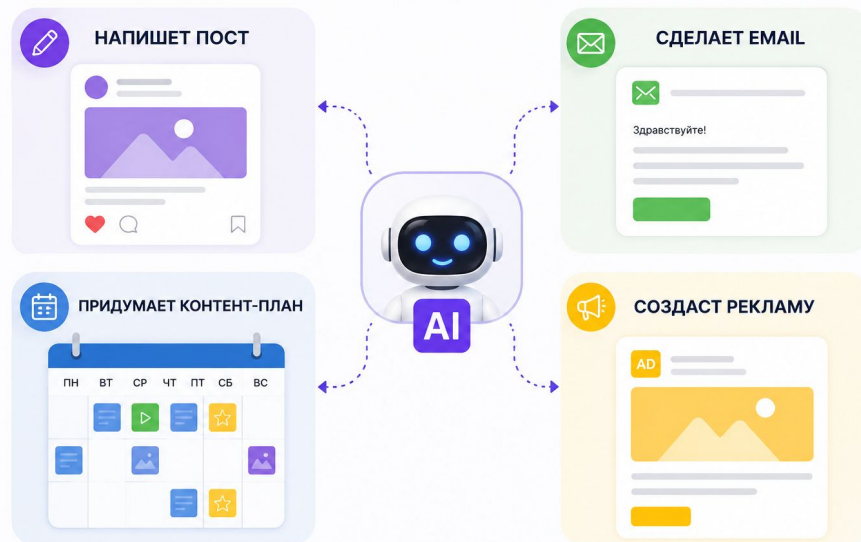 НАПИШЕТ ПОСТ
СДЕЛАЕТ EMAIL
Здравствуйте!
AI
ПРИДУМАЕТ КОНТЕНТ-ПЛАН
ПН ВТ СР ЧТ ПТ СБ ВС
СОЗДАСТ РЕКЛАМУ
AD